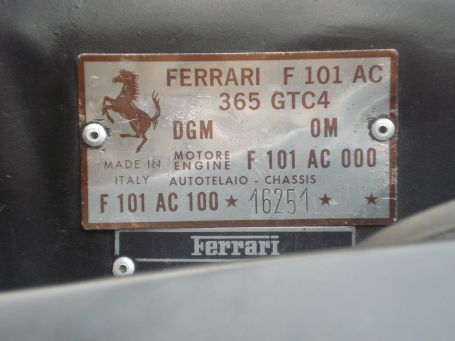 FERRARI F 101 AC
365 GTC4
DGM OM
MADE IN ITALY
MOTORE ENGINE F 101 AC 000
AUTOTELAIO - CHASSIS
F 101 AC 100 * 16251 *
Ferrari